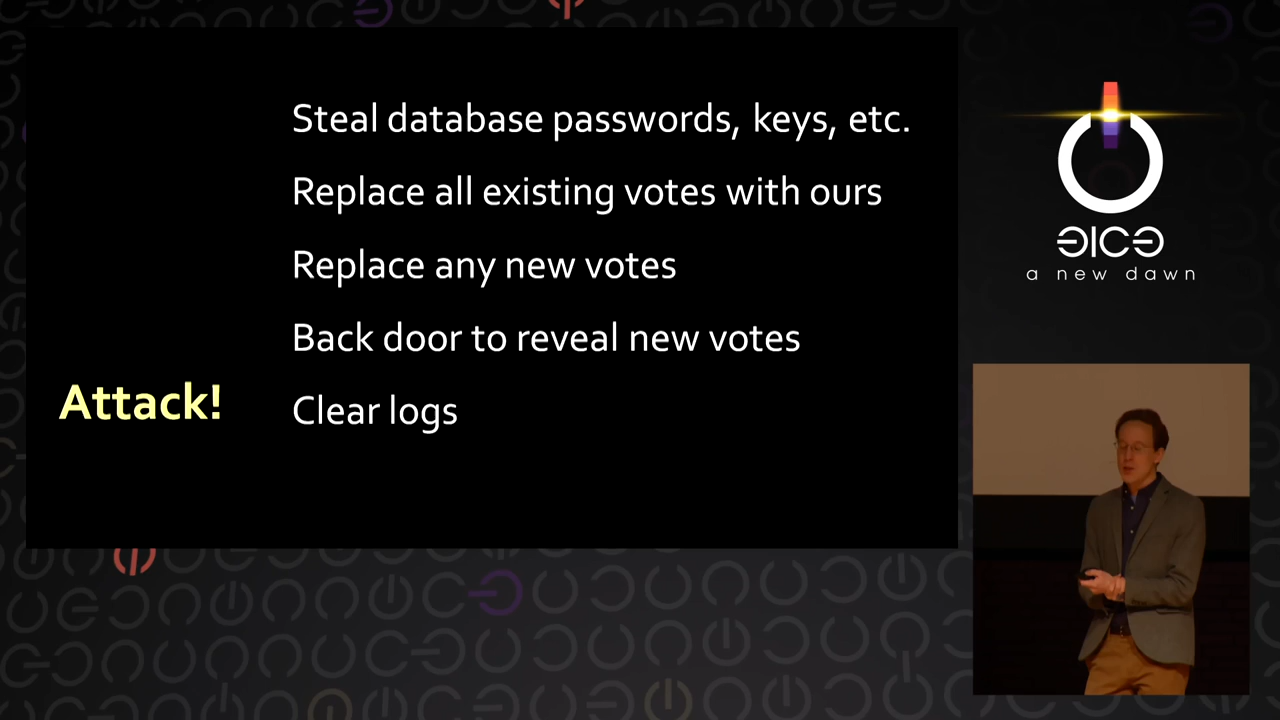 Steal database passwords, keys, etc.
Replace all existing votes with ours
Replace any new votes
Back door to reveal new votes
Attack!
Clear logs
31C3
a new dawn